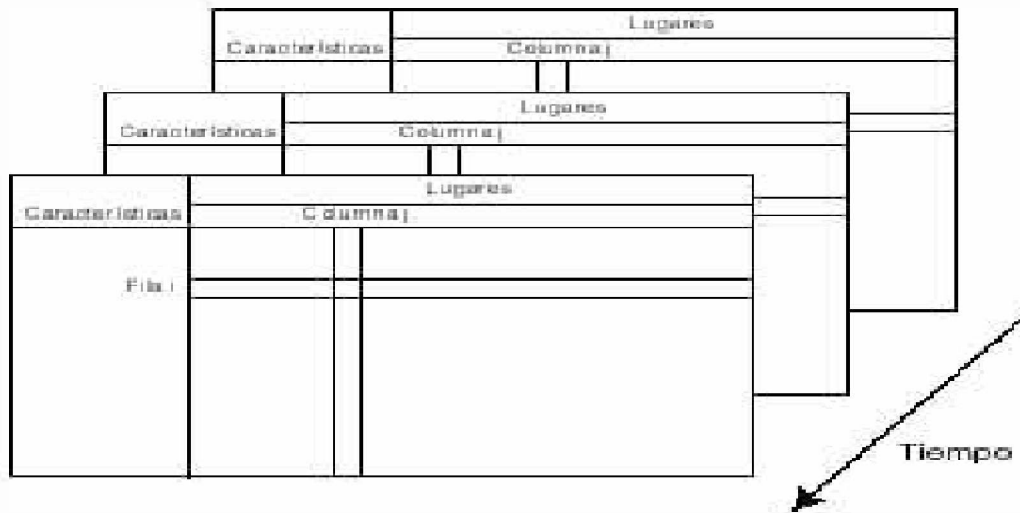 Lugares
Características Columna j
Lugares
Características Columna j
Lugares
Características Columna j
Fila i
Tiempo